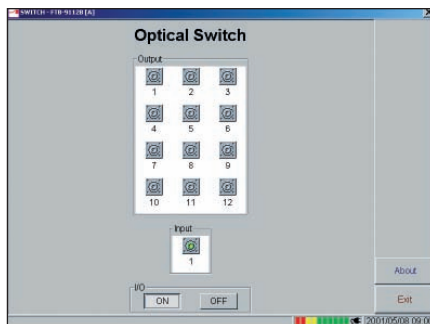 SWITCH - FTB-9112B [A]
Optical Switch
Output
1 2 3
4 5 6
7 8 9
10 11 12
Input
1
I/O
ON OFF
About
Exit
2001/05/08 09:00